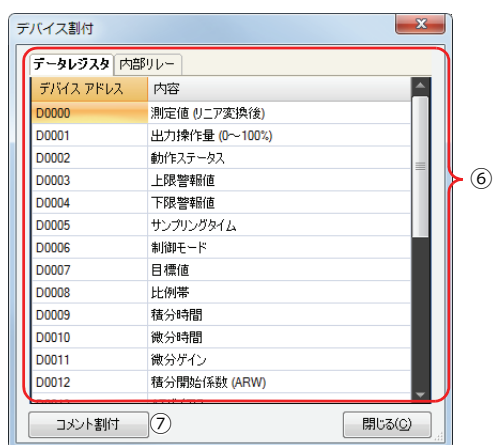 デバイス割付
データレジスタ 内部リレー
デバイス アドレス 内容
D0000 測定値 (リニア変換後)
D0001 出力操作量 (0～100%)
D0002 動作ステータス
D0003 上限警報値
D0004 下限警報値
D0005 サンプリングタイム
D0006 制御モード
D0007 目標値
D0008 比例帯
D0009 積分時間
D0010 微分時間
D0011 微分ゲイン
D0012 積分開始係数 (ARW)
⑥
コメント割付 ⑦ 閉じる(C)